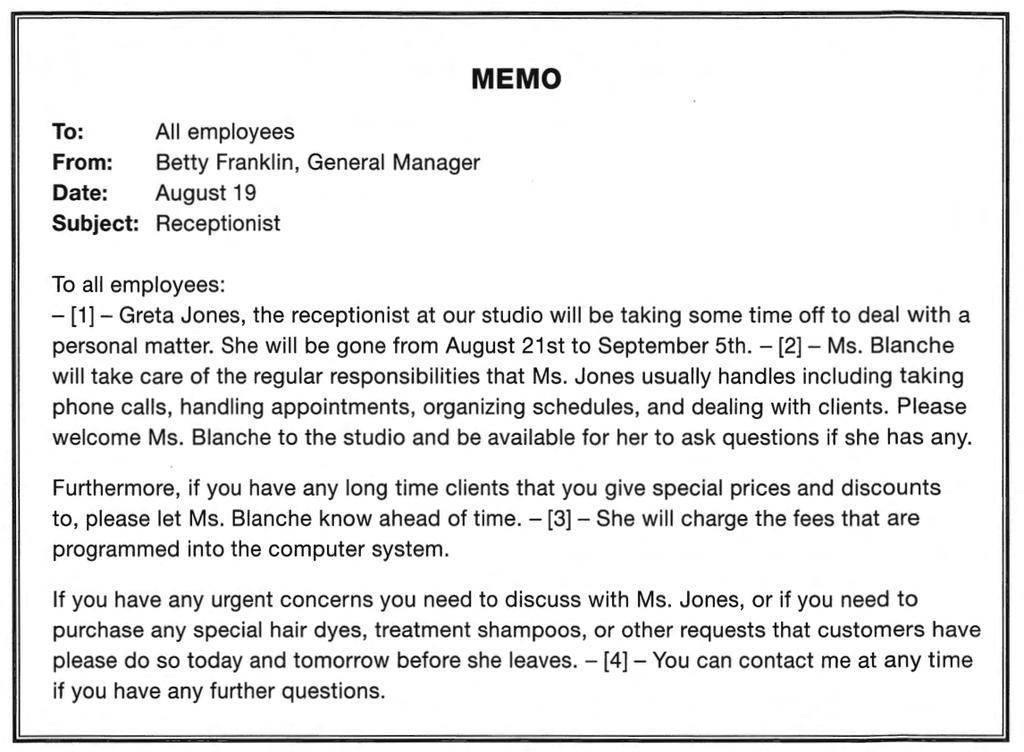 MEMO
To: All employees
From: Betty Franklin, General Manager
Date: August 19
Subject: Receptionist
To all employees:
– [1] – Greta Jones, the receptionist at our studio will be taking some time off to deal with a
personal matter. She will be gone from August 21st to September 5th. – [2] – Ms. Blanche
will take care of the regular responsibilities that Ms. Jones usually handles including taking
phone calls, handling appointments, organizing schedules, and dealing with clients. Please
welcome Ms. Blanche to the studio and be available for her to ask questions if she has any.
Furthermore, if you have any long time clients that you give special prices and discounts
to, please let Ms. Blanche know ahead of time. – [3] – She will charge the fees that are
programmed into the computer system.
If you have any urgent concerns you need to discuss with Ms. Jones, or if you need to
purchase any special hair dyes, treatment shampoos, or other requests that customers have
please do so today and tomorrow before she leaves. – [4] – You can contact me at any time
if you have any further questions.